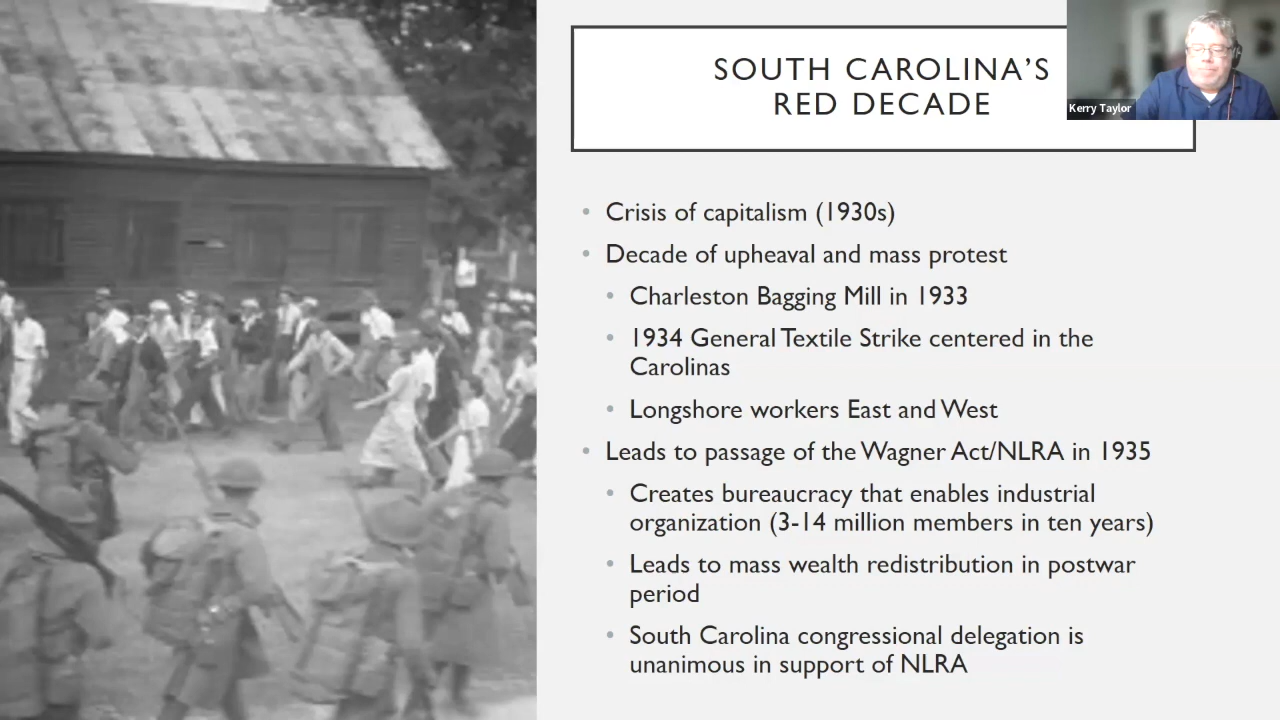 SOUTH CAROLINA'S
RED DECADE
Kerry Taylor
• Crisis of capitalism (1930s)
• Decade of upheaval and mass protest
• Charleston Bagging Mill in 1933
• 1934 General Textile Strike centered in the
Carolinas
• Longshore workers East and West
• Leads to passage of the Wagner Act/NLRA in 1935
• Creates bureaucracy that enables industrial
organization (3-14 million members in ten years)
• Leads to mass wealth redistribution in postwar
period
• South Carolina congressional delegation is
unanimous in support of NLRA